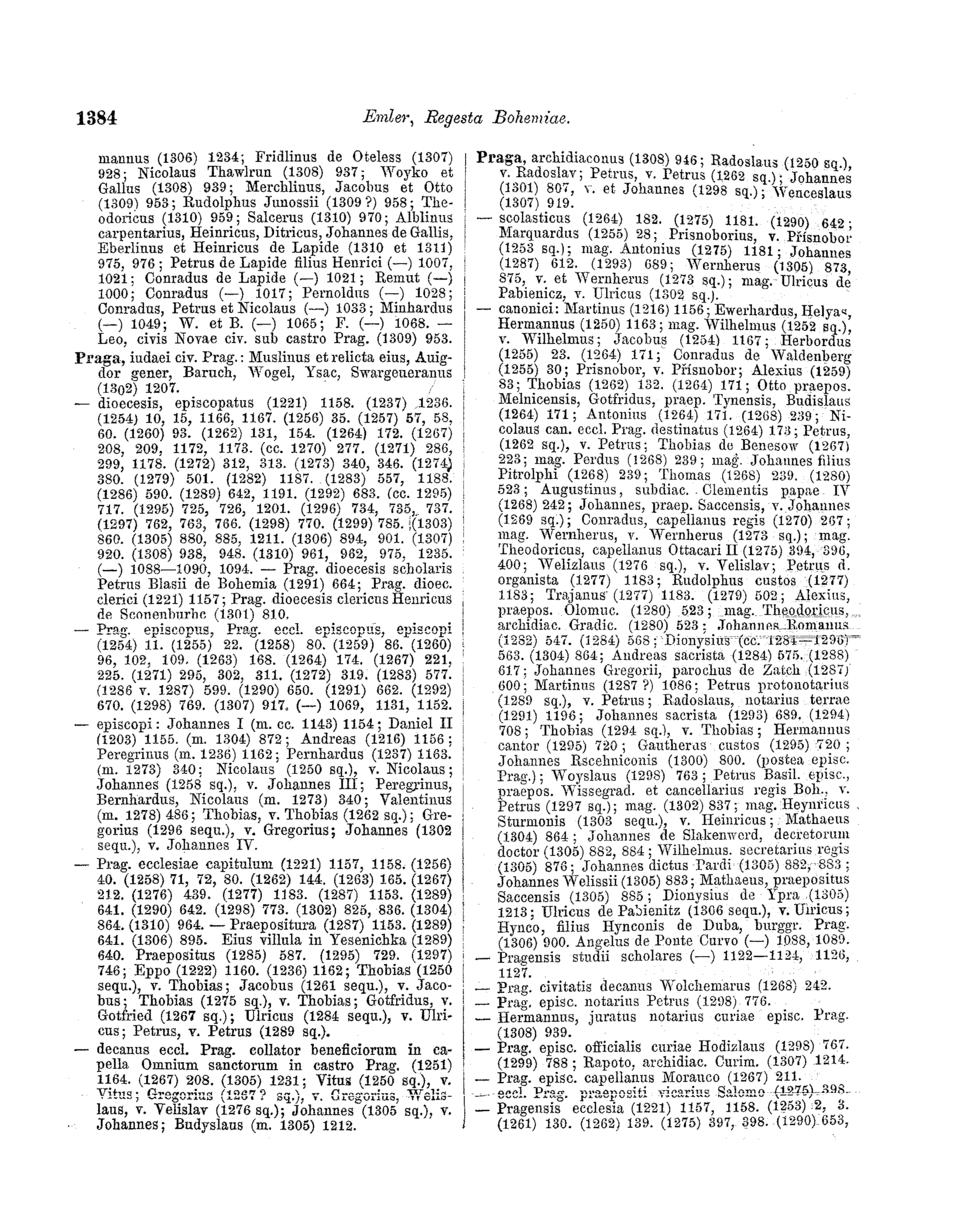 1384
Emler, Regesta Bohemiae.
mannus (1306) 1234; Fridlinus de Oteless (1307)
928; Nicolaus Thawlrun (1308) 937; Woyko et
Gallus (1308) 939; Merchlinus, Jacobus et Otto
(1309) 953; Rudolphus Junossii (1309?) 958; The-
odoricus (1310) 959; Salcerus (1310) 970; Alblinus
carpentarius, Heinricus, Ditricus, Johannes de Gallis,
Eberlinus et Heinricus de Lapide (1310 et 1311)
975, 976; Petrus de Lapide filius Henrici (—) 1007,
1021; Conradus de Lapide (—) 1021; Remut (—)
1000; Conradus (—) 1017; Pernoldus (—) 1028;
Conradus, Petrus et Nicolaus (—) 1033; Minhardus
(—) 1049; W. et B. (—) 1065; F. (—) 1068. —
Leo, civis Novae civ. sub castro Prag. (1309) 953.
Praga, iudaei civ. Prag.: Muslinus et relicta eius, Auig-
dor gener, Baruch, Wogel, Ysac, Swargueranus
(1302) 1207.
— dioecesis, episcopatus (1221) 1158. (1237) 1236.
(1254) 10, 15, 1166, 1167. (1256) 35. (1257) 57, 58,
60. (1260) 93. (1262) 131, 154. (1264) 172. (1267)
208, 209, 1172, 1173. (cc. 1270) 277. (1271) 286,
299, 1178. (1272) 312, 313. (1273) 340, 346. (1274)
380. (1279) 501. (1282) 1187. (1283) 557, 1188.
(1286) 590. (1289) 642, 1191. (1292) 683. (cc. 1295)
717. (1295) 725, 726, 1201. (1296) 734, 735, 737.
(1297) 762, 763, 766. (1298) 770. (1299) 785. (1303)
860. (1305) 880, 885, 1211. (1306) 894, 901. (1307)
920. (1308) 938, 948. (1310) 961, 962, 975, 1235.
(—) 1088—1090, 1094. — Prag. dioecesis scholaris
Petrus Blasii de Bohemia (1291) 664; Prag. dioec.
clerici (1221) 1157; Prag. dioecesis clericus Henricus
de Sconenburhc (1301) 810.
— Prag. episcopus, Prag. eccl. episcopus, episcopi
(1254) 11. (1255) 22. (1258) 80. (1259) 86. (1260)
96, 102, 109. (1263) 168. (1264) 174. (1267) 221,
225. (1271) 295, 302, 311. (1272) 319. (1283) 577.
(1286 v. 1287) 599. (1290) 650. (1291) 662. (1292)
670. (1298) 769. (1307) 917. (—) 1069, 1131, 1152.
— episcopi: Johannes I (m. cc. 1143) 1154; Daniel II
(1203) 1155. (m. 1304) 872; Andreas (1216) 1156;
Peregrinus (m. 1236) 1162; Pernhardus (1237) 1163.
(m. 1273) 340; Nicolaus (1250 sq.), v. Nicolaus;
Johannes (1258 sq.), v. Johannes III; Peregrinus,
Bernhardus, Nicolaus (m. 1273) 340; Valentinus
(m. 1278) 486; Thobias, v. Thobias (1262 sq.); Gre-
gorius (1296 sequ.), v. Gregorius; Johannes (1302
sequ.), v. Johannes IV.
— Prag. ecclesiae capitulum (1221) 1157, 1158. (1256)
40. (1258) 71, 72, 80. (1262) 144. (1263) 165. (1267)
212. (1276) 439. (1277) 1183. (1287) 1153. (1289)
641. (1290) 642. (1298) 773. (1302) 825, 836. (1304)
864. (1310) 964. — Praepositura (1287) 1153. (1289)
641. (1306) 895. Eius villula in Yesenichka (1289)
640. Praepositus (1285) 587. (1295) 729. (1297)
746; Eppo (1222) 1160. (1236) 1162; Thobias (1250
sequ.), v. Thobias; Jacobus (1261 sequ.), v. Jaco-
bus; Thobias (1275 sq.), v. Thobias; Gotfridus, v.
Gotfried (1267 sq.); Ulricus (1284 sequ.), v. Ulri-
cus; Petrus, v. Petrus (1289 sq.).
— decanus eccl. Prag. collator beneficiorum in ca-
pella Omnium sanctorum in castro Prag. (1251)
1164. (1267) 208. (1305) 1231; Vitus (1250 sq.), v.
Vitus; Gregorius (1267? sq.), v. Gregorius, Welis-
laus, v. Velislav (1276 sq.); Johannes (1305 sq.), v.
Johannes; Budyslaus (m. 1305) 1212.
Praga, archidiaconus (1308) 946; Radoslaus (1250 sq.),
v. Radoslav; Petrus, v. Petrus (1262 sq.); Johannes
(1301) 807, v. et Johannes (1298 sq.); Wenceslaus
(1307) 919.
— scolasticus (1264) 182. (1275) 1181. (1290) 642;
Marquardus (1255) 28; Prisnoborius, v. Přísnobor
(1253 sq.); mag. Antonius (1275) 1181; Johannes
(1287) 612. (1293) 689; Wernherus (1305) 873,
875, v. et Wernherus (1273 sq.); mag. Ulricus de
Pabienicz, v. Ulricus (1302 sq.).
— canonici: Martinus (1216) 1156; Ewerhardus, Helyas,
Hermannus (1250) 1163; mag. Wilhelmus (1252 sq.),
v. Wilhelmus; Jacobus (1254) 1167; Herbordus
(1255) 23. (1264) 171; Conradus de Waldenberg
(1255) 30; Prisnobor, v. Přísnobor; Alexius (1259)
83; Thobias (1262) 132. (1264) 171; Otto praepos.
Melnicensis, Gotfridus, praep. Tynensis, Budislaus
(1264) 171; Antonius (1264) 171. (1268) 239; Ni-
colaus can. eccl. Prag. destinatus (1264) 173; Petrus,
(1262 sq.), v. Petrus; Thobias de Benesow (1267)
223; mag. Perdus (1268) 239; mag. Johannes filius
Pitrolphi (1268) 239; Thomas (1268) 239. (1280)
523; Augustinus, subdiac. Clementis papae IV
(1268) 242; Johannes, praep. Saccensis, v. Johannes
(1269 sq.); Conradus, capellanus regis (1270) 267;
mag. Wernherus, v. Wernherus (1273 sq.); mag.
Theodoricus, capellanus Ottacari II (1275) 394, 396,
400; Welizlaus (1276 sq.), v. Velislav; Petrus d.
organista (1277) 1183; Rudolphus custos (1277)
1183; Trajanus (1277) 1183. (1279) 502; Alexius,
praepos. Olomuc. (1280) 523; mag. Theodoricus,
archidiac. Gradic. (1280) 523; Johannes Romanus
(1282) 547. (1284) 568; Dionysius (cc. 1284—1296)
563. (1304) 864; Andreas sacrista (1284) 575. (1288)
617; Johannes Gregorii, parochus de Zatch (1287)
600; Martinus (1287?) 1086; Petrus protonotarius
(1289 sq.), v. Petrus; Radoslaus, notarius terrae
(1291) 1196; Johannes sacrista (1293) 689. (1294)
708; Thobias (1294 sq.), v. Thobias; Hermannus
cantor (1295) 720; Gautherus custos (1295) 720;
Johannes Rscehniconis (1300) 800. (postea episc.
Prag.); Woyslaus (1298) 763; Petrus Basil. episc.,
praepos. Wissegrad. et cancellarius regis Boh., v.
Petrus (1297 sq.); mag. (1302) 837; mag. Heynricus
Sturmonis (1303 sequ.), v. Heinricus; Mathaeus
(1304) 864; Johannes de Slakenwerd, decretorum
doctor (1305) 882, 884; Wilhelmus. secretarius regis
(1305) 876; Johannes dictus Pardi (1305) 882, 883;
Johannes Welissii (1305) 883; Mathaeus, praepositus
Saccensis (1305) 885; Dionysius de Ypra (1305)
1213; Ulricus de Pabienitz (1306 sequ.), v. Ulricus;
Hynco, filius Hynconis de Duba, burggr. Prag.
(1306) 900. Angelus de Ponte Curvo (—) 1088, 1089.
— Pragensis studii scholares (—) 1122—1124, 1126,
1127.
— Prag. civitatis decanus Wolchemarus (1268) 242.
— Prag. episc. notarius Petrus (1298) 776.
— Hermannus, juratus notarius curiae episc. Prag.
(1308) 939.
— Prag. episc. officialis curiae Hodizlaus (1298) 767.
(1299) 788; Rapoto, archidiac. Curim. (1307) 1214.
— Prag. episc. capellanus Morauco (1267) 211.
— eccl. Prag. praepositi vicarius Salomo (1275) 398.
— Pragensis ecclesia (1221) 1157, 1158. (1253) 2, 3.
(1261) 130. (1262) 139. (1275) 397, 398. (1290) 653,